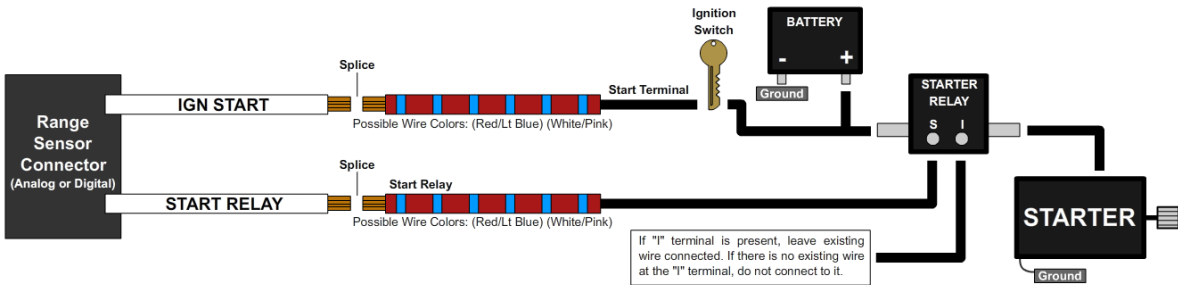 Ignition
Switch
BATTERY
- +
Ground
Splice
IGN START
Start Terminal
Possible Wire Colors: (Red/Lt Blue) (White/Pink)
STARTER
RELAY
S I
Range
Sensor
Connector
(Analog or Digital)
Splice
Start Relay
START RELAY
Possible Wire Colors: (Red/Lt Blue) (White/Pink)
If "I" terminal is present, leave existing
wire connected. If there is no existing wire
at the "I" terminal, do not connect to it.
STARTER
Ground